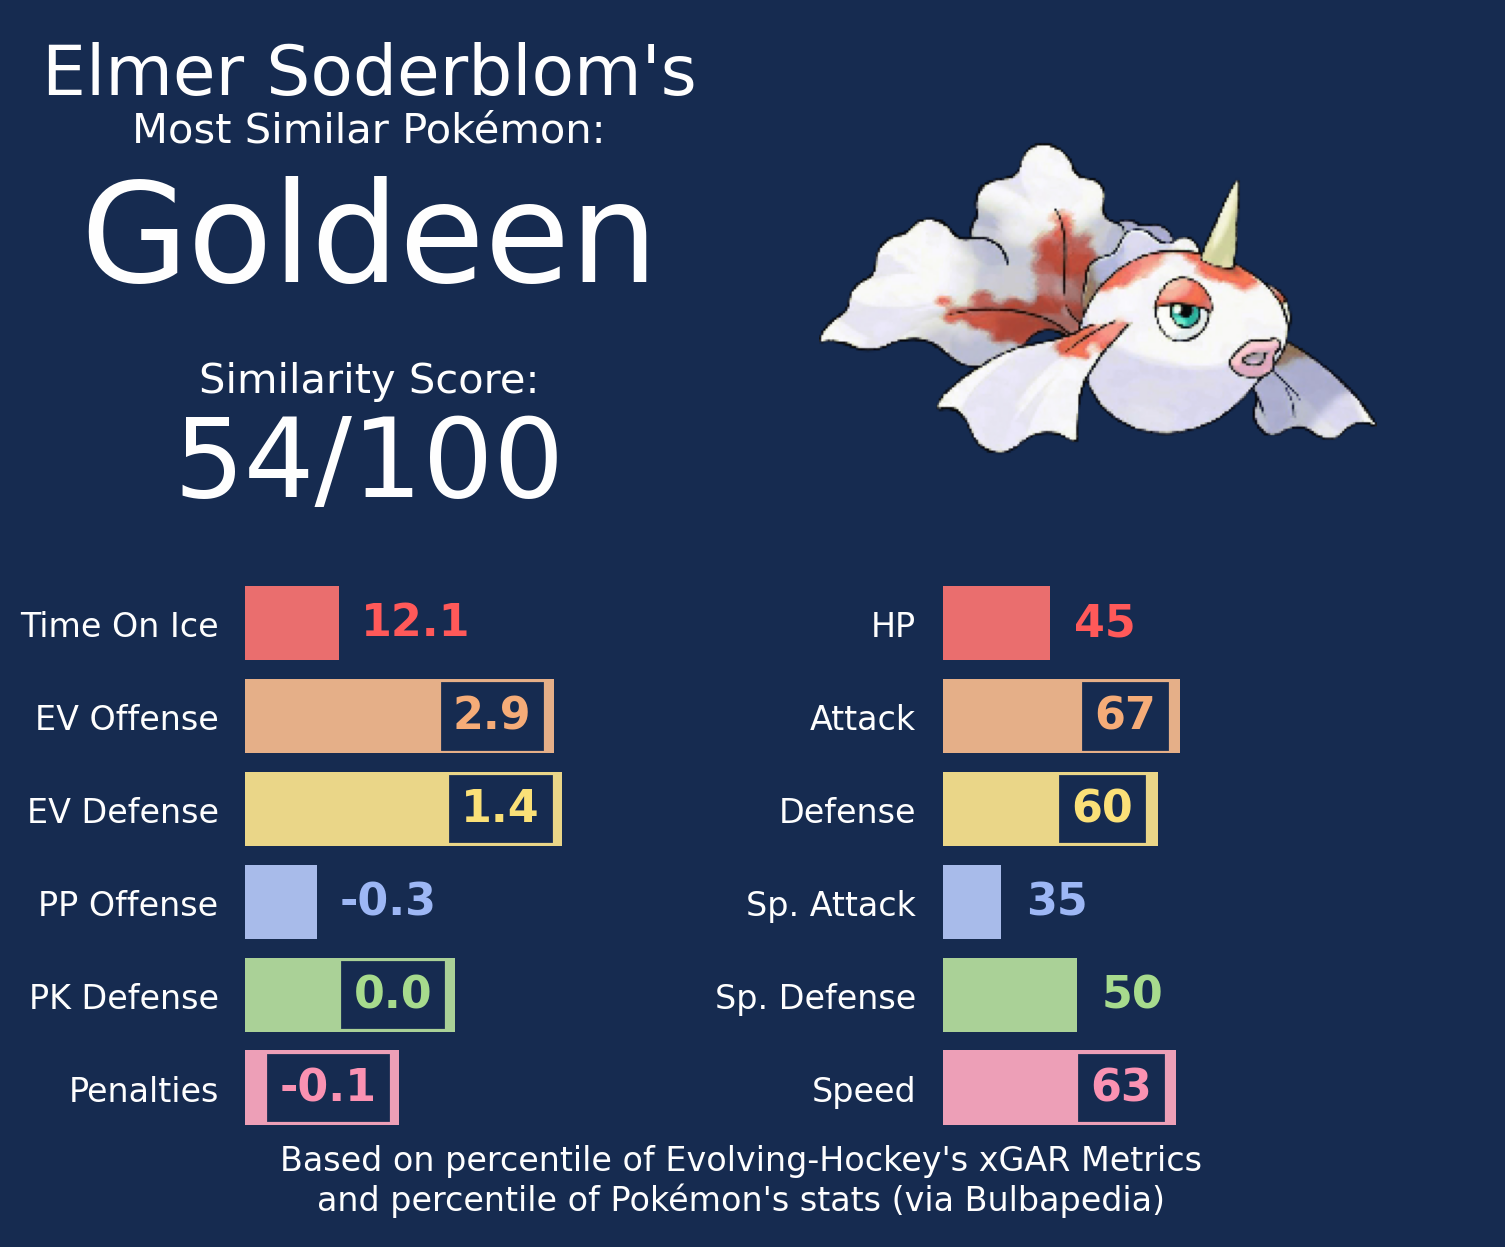 Elmer Soderblom's
Most Similar Pokémon:
Goldeen
Similarity Score:
54/100
Time On Ice 12.1
EV Offense 2.9
EV Defense 1.4
PP Offense -0.3
PK Defense 0.0
Penalties -0.1
HP 45
Attack 67
Defense 60
Sp. Attack 35
Sp. Defense 50
Speed 63
Based on percentile of Evolving-Hockey's xGAR Metrics
and percentile of Pokémon's stats (via Bulbapedia)